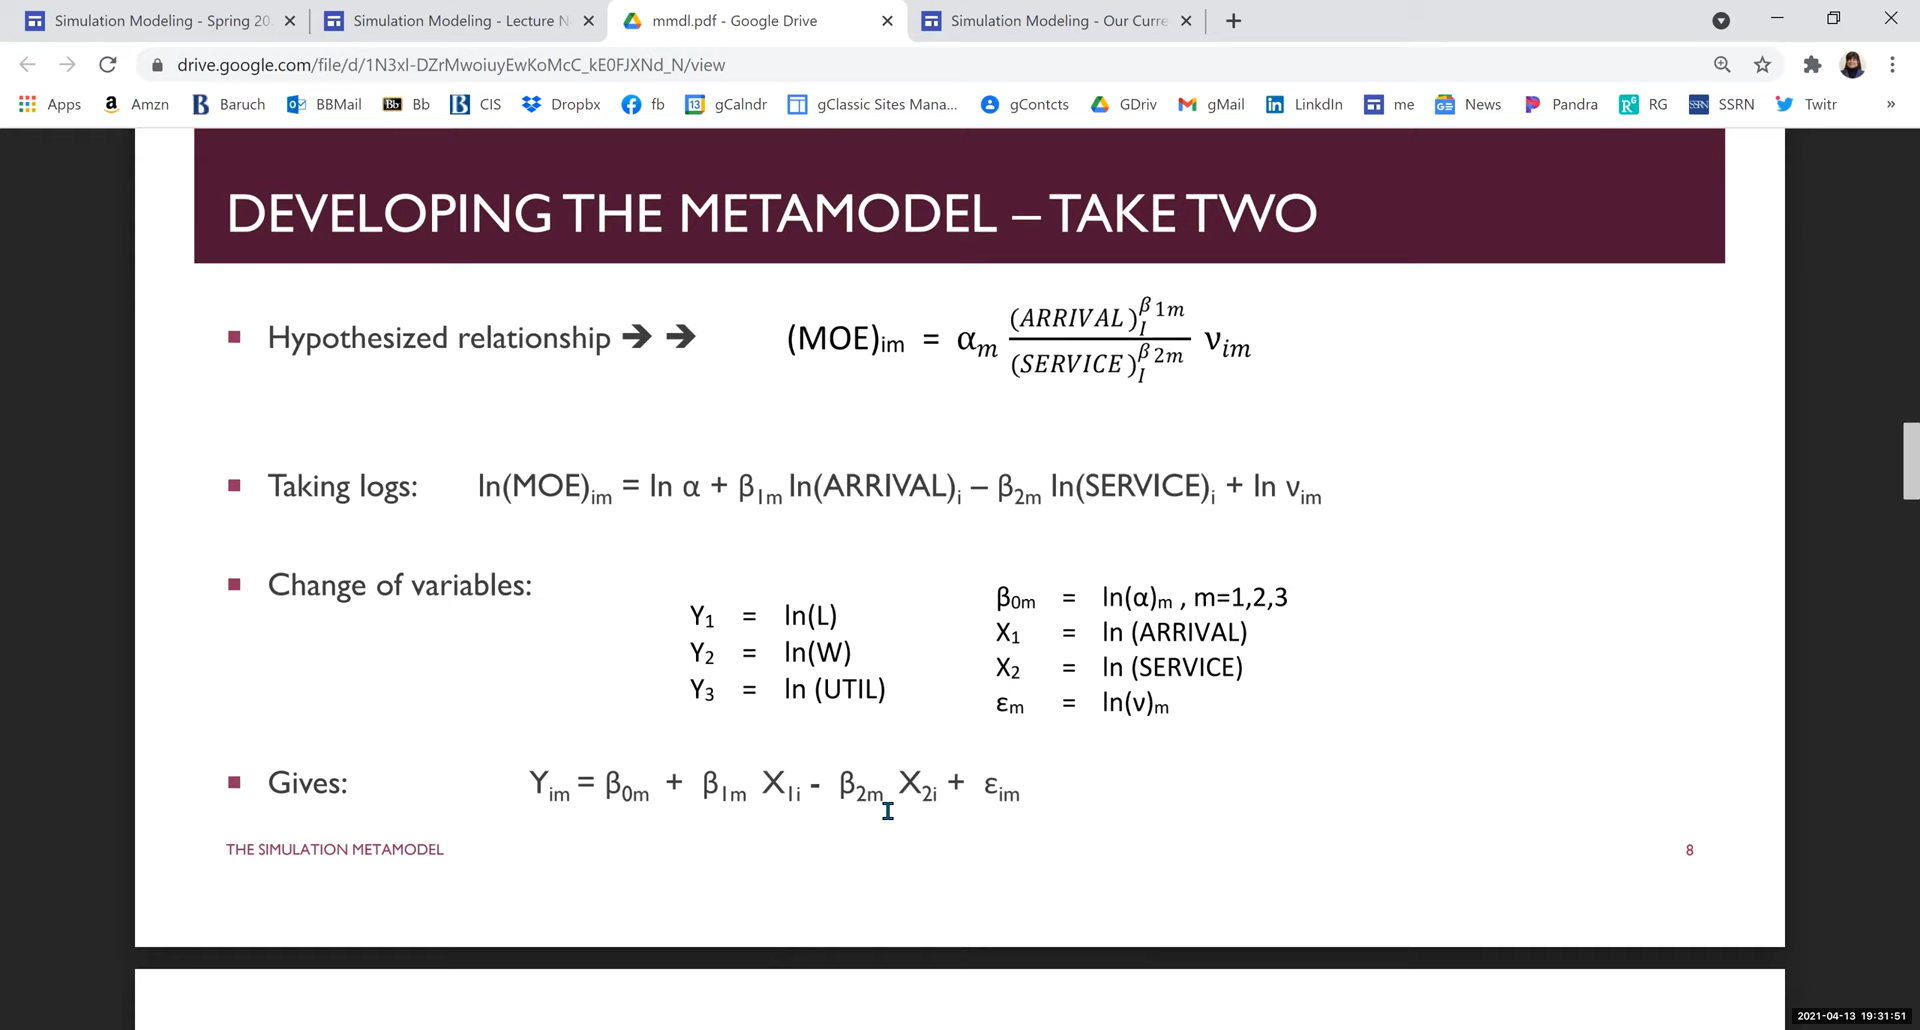 Simulation Modeling - Spring 20 Simulation Modeling - Lecture N mmdl.pdf - Google Drive Simulation Modeling - Our Curre
drive.google.com/file/d/1N3xl-DZrMwoiuyEwKoMcC_kE0FJXNd_N/view
Apps Amzn Baruch BBMail Bb CIS Dropbx fb gCalndr gClassic Sites Mana... gContcts GDriv gMail LinkedIn me News Pandra RG SSRN Twitr »
DEVELOPING THE METAMODEL – TAKE TWO
▪ Hypothesized relationship ➔ ➔ (MOE)im = αm (ARRIVAL)I^β1m / (SERVICE)I^β2m νim
▪ Taking logs: ln(MOE)im = ln α + β1m ln(ARRIVAL)i – β2m ln(SERVICE)i + ln νim
▪ Change of variables:
Y1 = ln(L)
Y2 = ln(W)
Y3 = ln (UTIL)
β0m = ln(α)m , m=1,2,3
X1 = ln (ARRIVAL)
X2 = ln (SERVICE)
εm = ln(ν)m
▪ Gives: Yim = β0m + β1m X1i - β2m X2i + εim
THE SIMULATION METAMODEL 8
2021-04-13 19:31:51